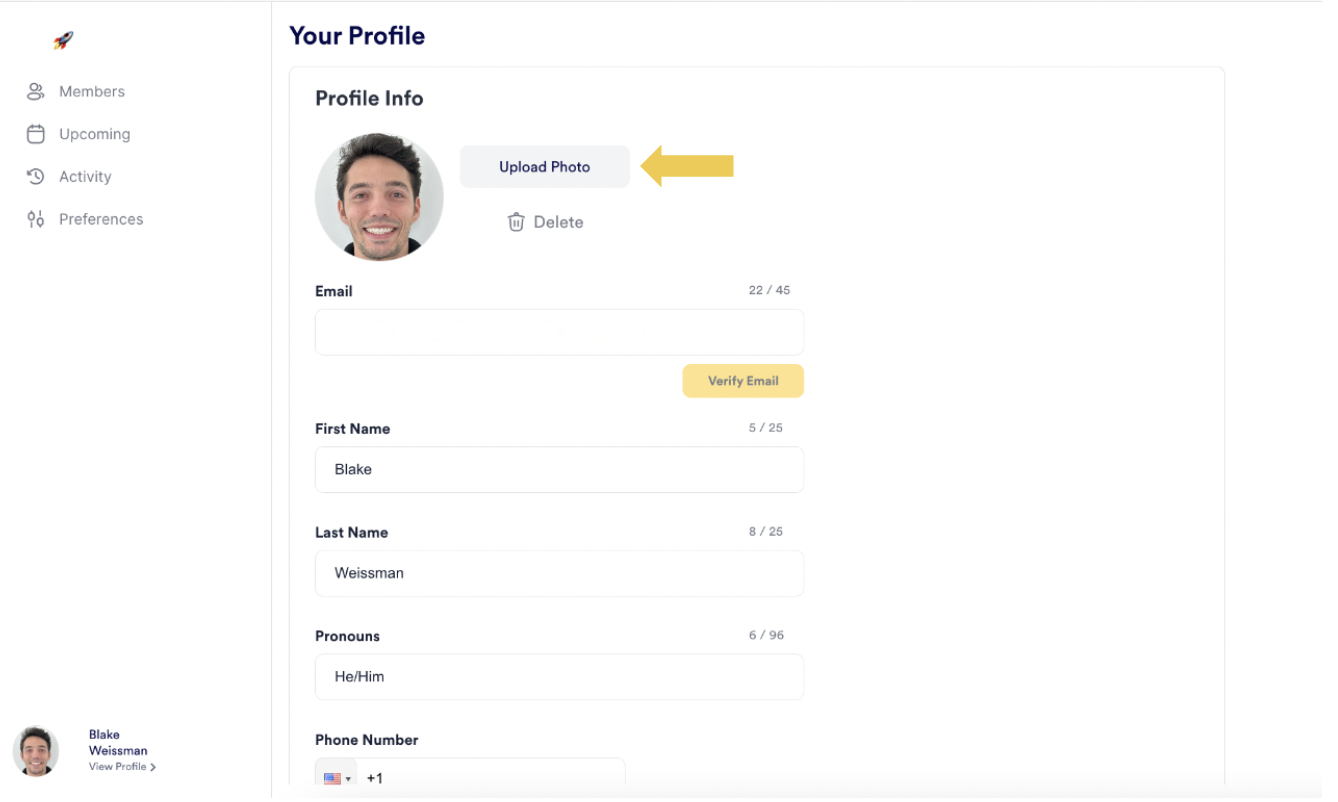 Your Profile
Members
Upcoming
Activity
Preferences
Profile Info
Upload Photo
Delete
Email
22 / 45
Verify Email
First Name
5 / 25
Blake
Last Name
8 / 25
Weissman
Pronouns
6 / 96
He/Him
Phone Number
+1
Blake
Weissman
View Profile